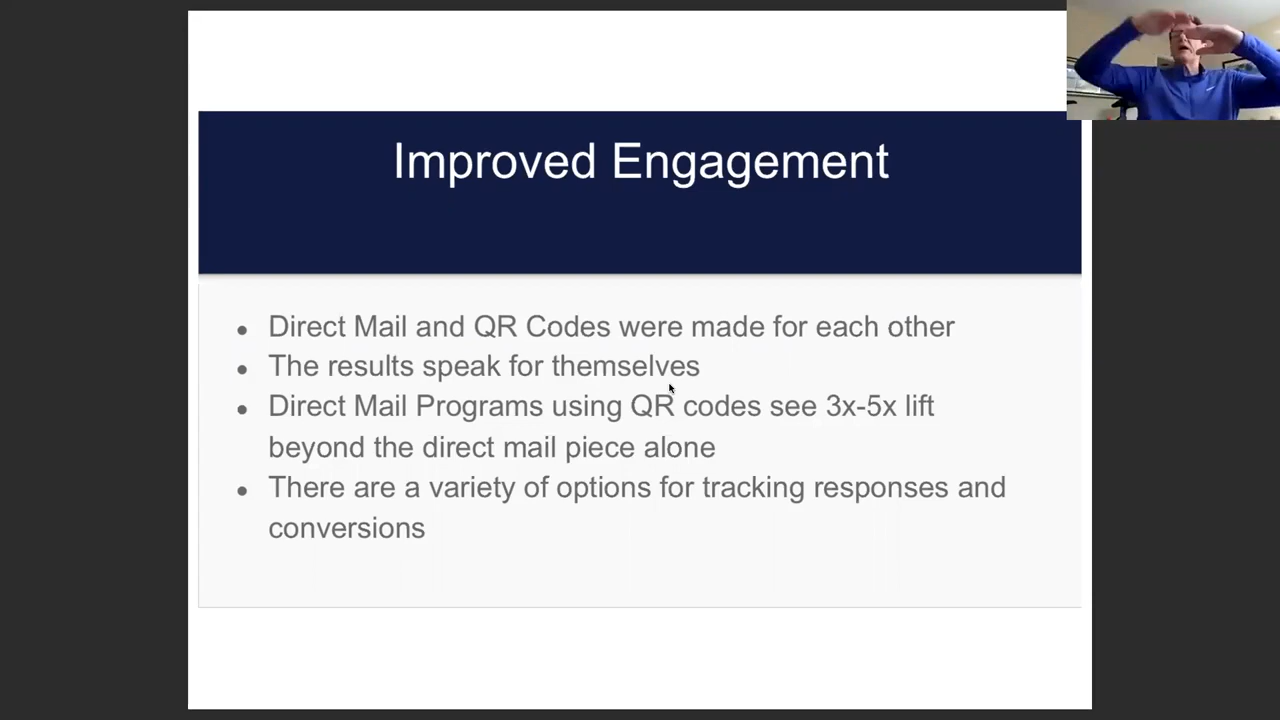 Improved Engagement
● Direct Mail and QR Codes were made for each other
● The results speak for themselves
● Direct Mail Programs using QR codes see 3x-5x lift
beyond the direct mail piece alone
● There are a variety of options for tracking responses and
conversions